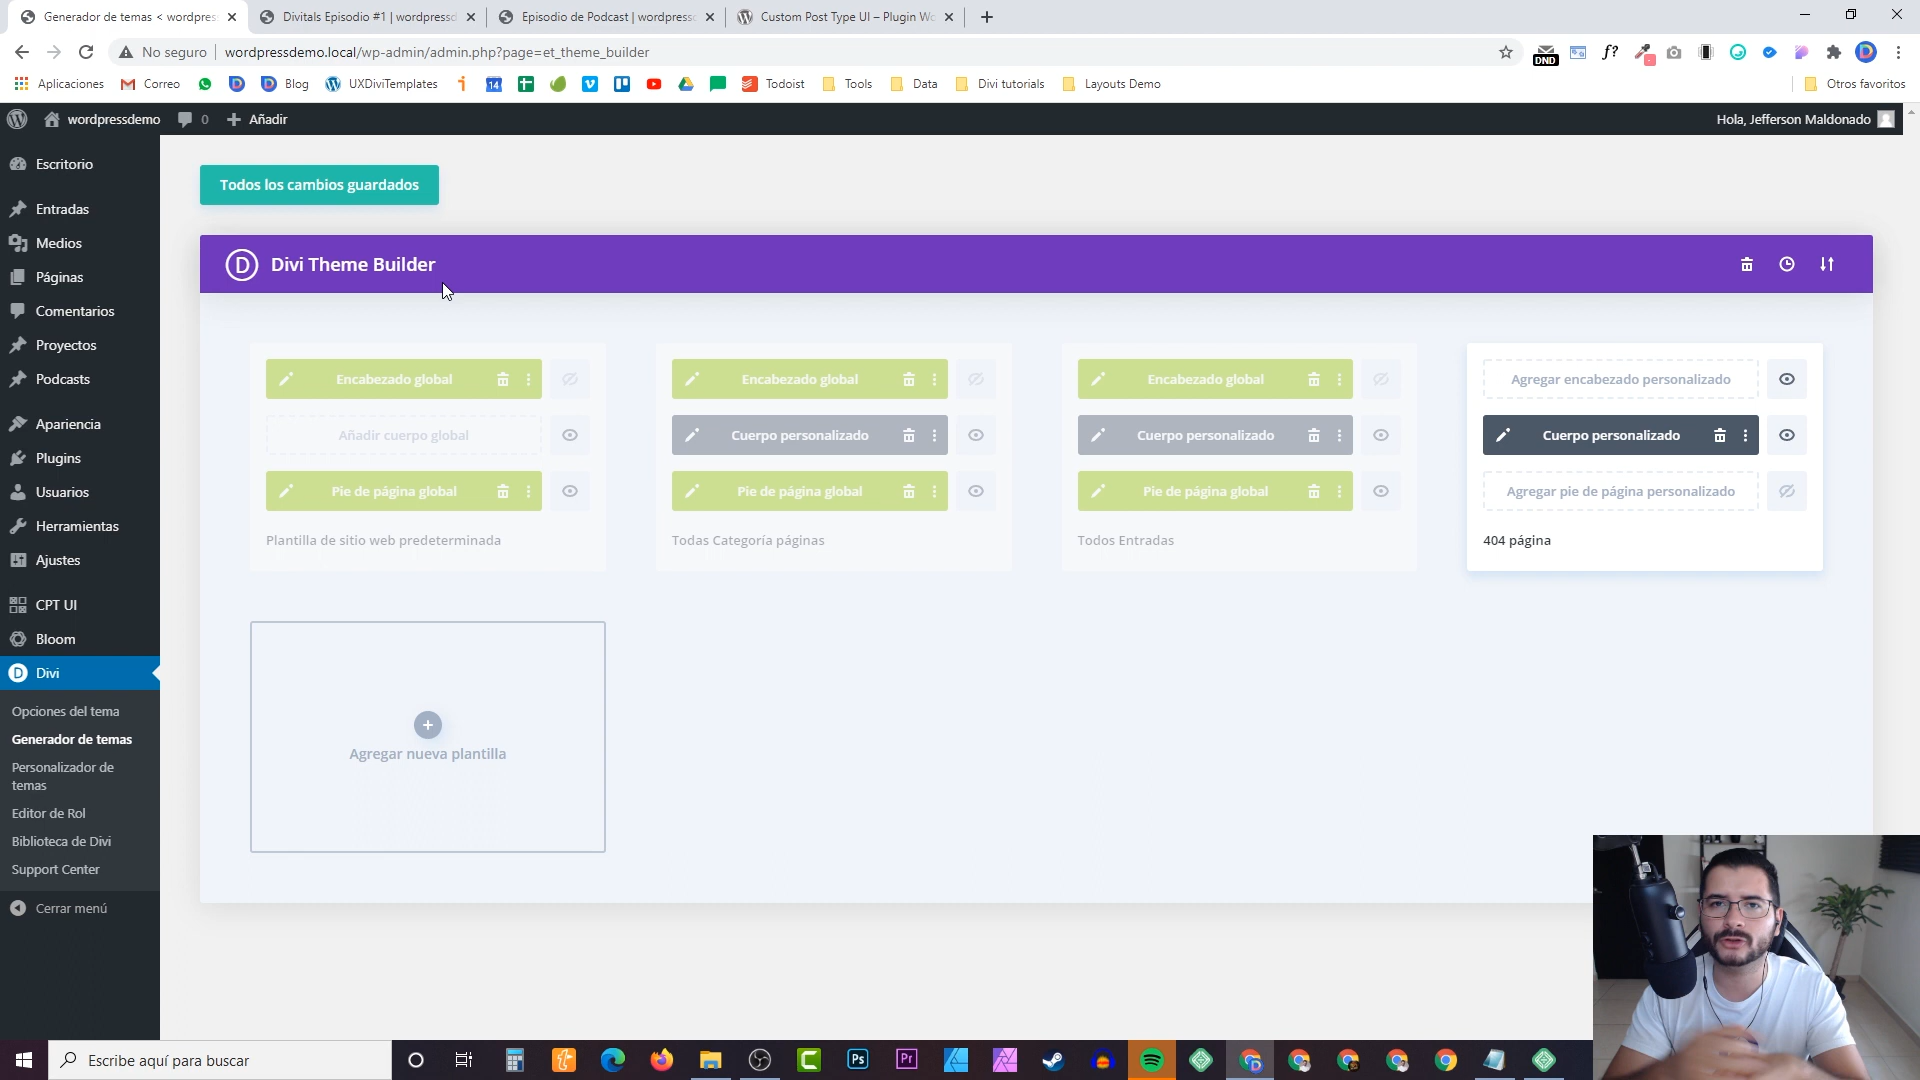 Generador de temas < wordpress
Divitals Episodio #1 | wordpressd
Episodio de Podcast | wordpress
Custom Post Type UI – Plugin Wo
No seguro
wordpressdemo.local/wp-admin/admin.php?page=et_theme_builder
DND
f?
D
Aplicaciones
Correo
Blog
UXDiviTemplates
14
Todoist
Tools
Data
Divi tutorials
Layouts Demo
Otros favoritos
wordpressdemo
0
Añadir
Hola, Jefferson Maldonado
Escritorio
Entradas
Medios
Páginas
Comentarios
Proyectos
Podcasts
Apariencia
Plugins
Usuarios
Herramientas
Ajustes
CPT UI
Bloom
Divi
Opciones del tema
Generador de temas
Personalizador de
temas
Editor de Rol
Biblioteca de Divi
Support Center
Cerrar menú
Todos los cambios guardados
D
Divi Theme Builder
Encabezado global
Añadir cuerpo global
Pie de página global
Plantilla de sitio web predeterminada
Encabezado global
Cuerpo personalizado
Pie de página global
Todas Categoría páginas
Encabezado global
Cuerpo personalizado
Pie de página global
Todos Entradas
Agregar encabezado personalizado
Cuerpo personalizado
Agregar pie de página personalizado
404 página
Agregar nueva plantilla
Escribe aquí para buscar
Ps
Pr